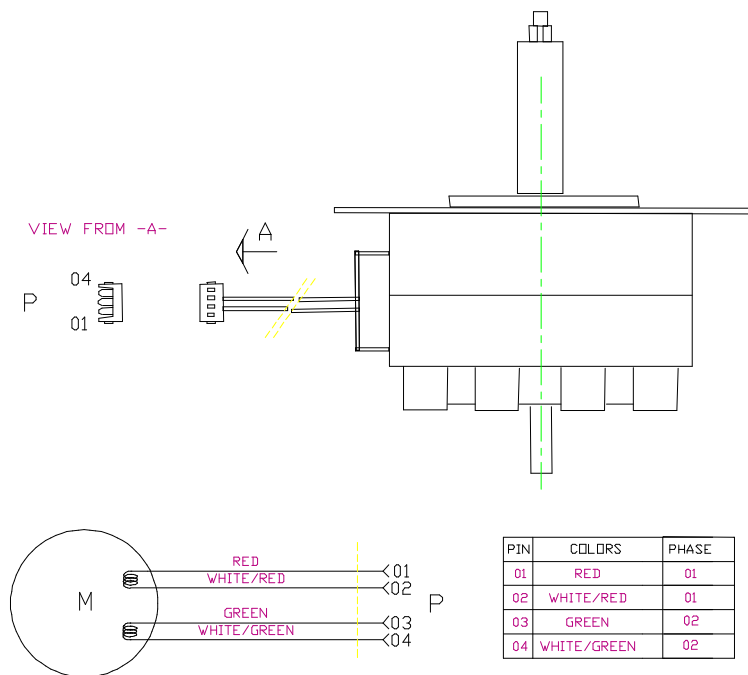 VIEW FROM -A-
A
04
P
01
RED
WHITE/RED
01
02
M
P
GREEN
WHITE/GREEN
03
04
PIN COLORS PHASE
01 RED 01
02 WHITE/RED 01
03 GREEN 02
04 WHITE/GREEN 02